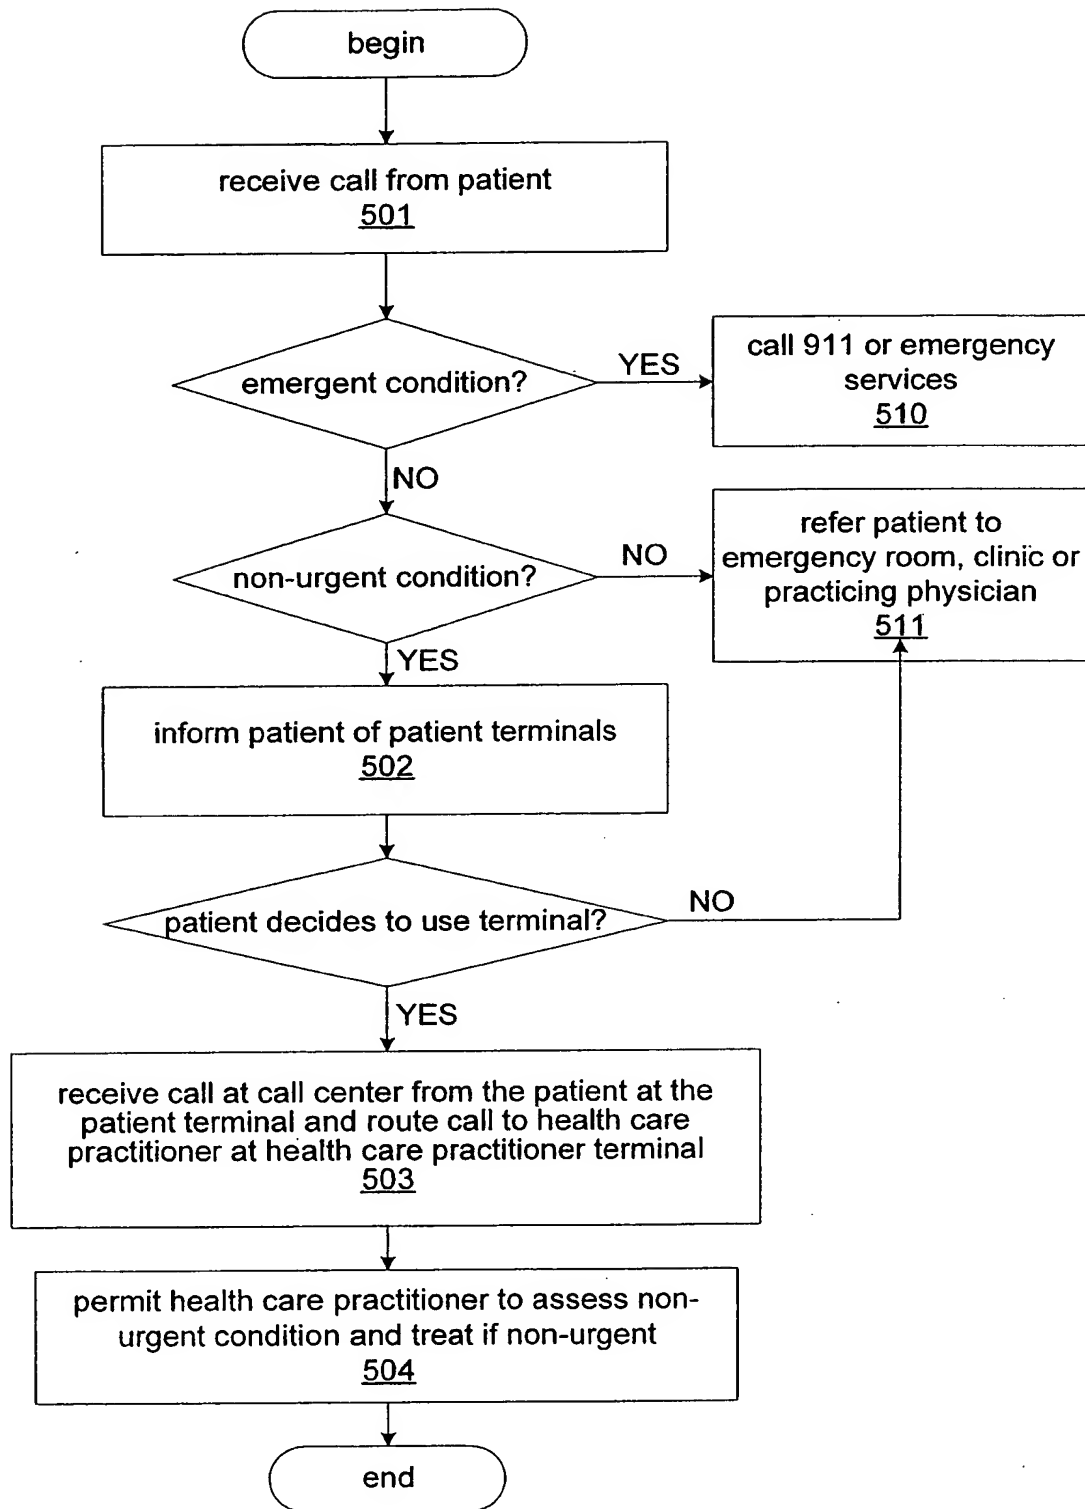 begin
receive call from patient
501
emergent condition?
YES
call 911 or emergency
services
510
NO
non-urgent condition?
NO
refer patient to
emergency room, clinic or
practicing physician
511
YES
inform patient of patient terminals
502
patient decides to use terminal?
NO
YES
receive call at call center from the patient at the
patient terminal and route call to health care
practitioner at health care practitioner terminal
503
permit health care practitioner to assess non-
urgent condition and treat if non-urgent
504
end